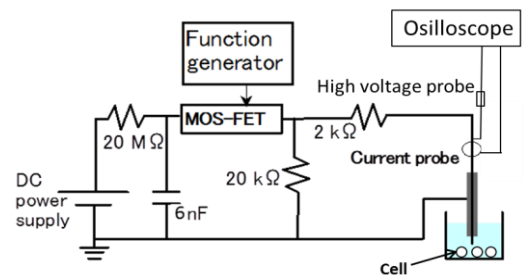 Osilloscope
Function
generator
High voltage probe
MOS-FET
20 MΩ
2 kΩ
Current probe
20 kΩ
DC
power
supply
6nF
Cell